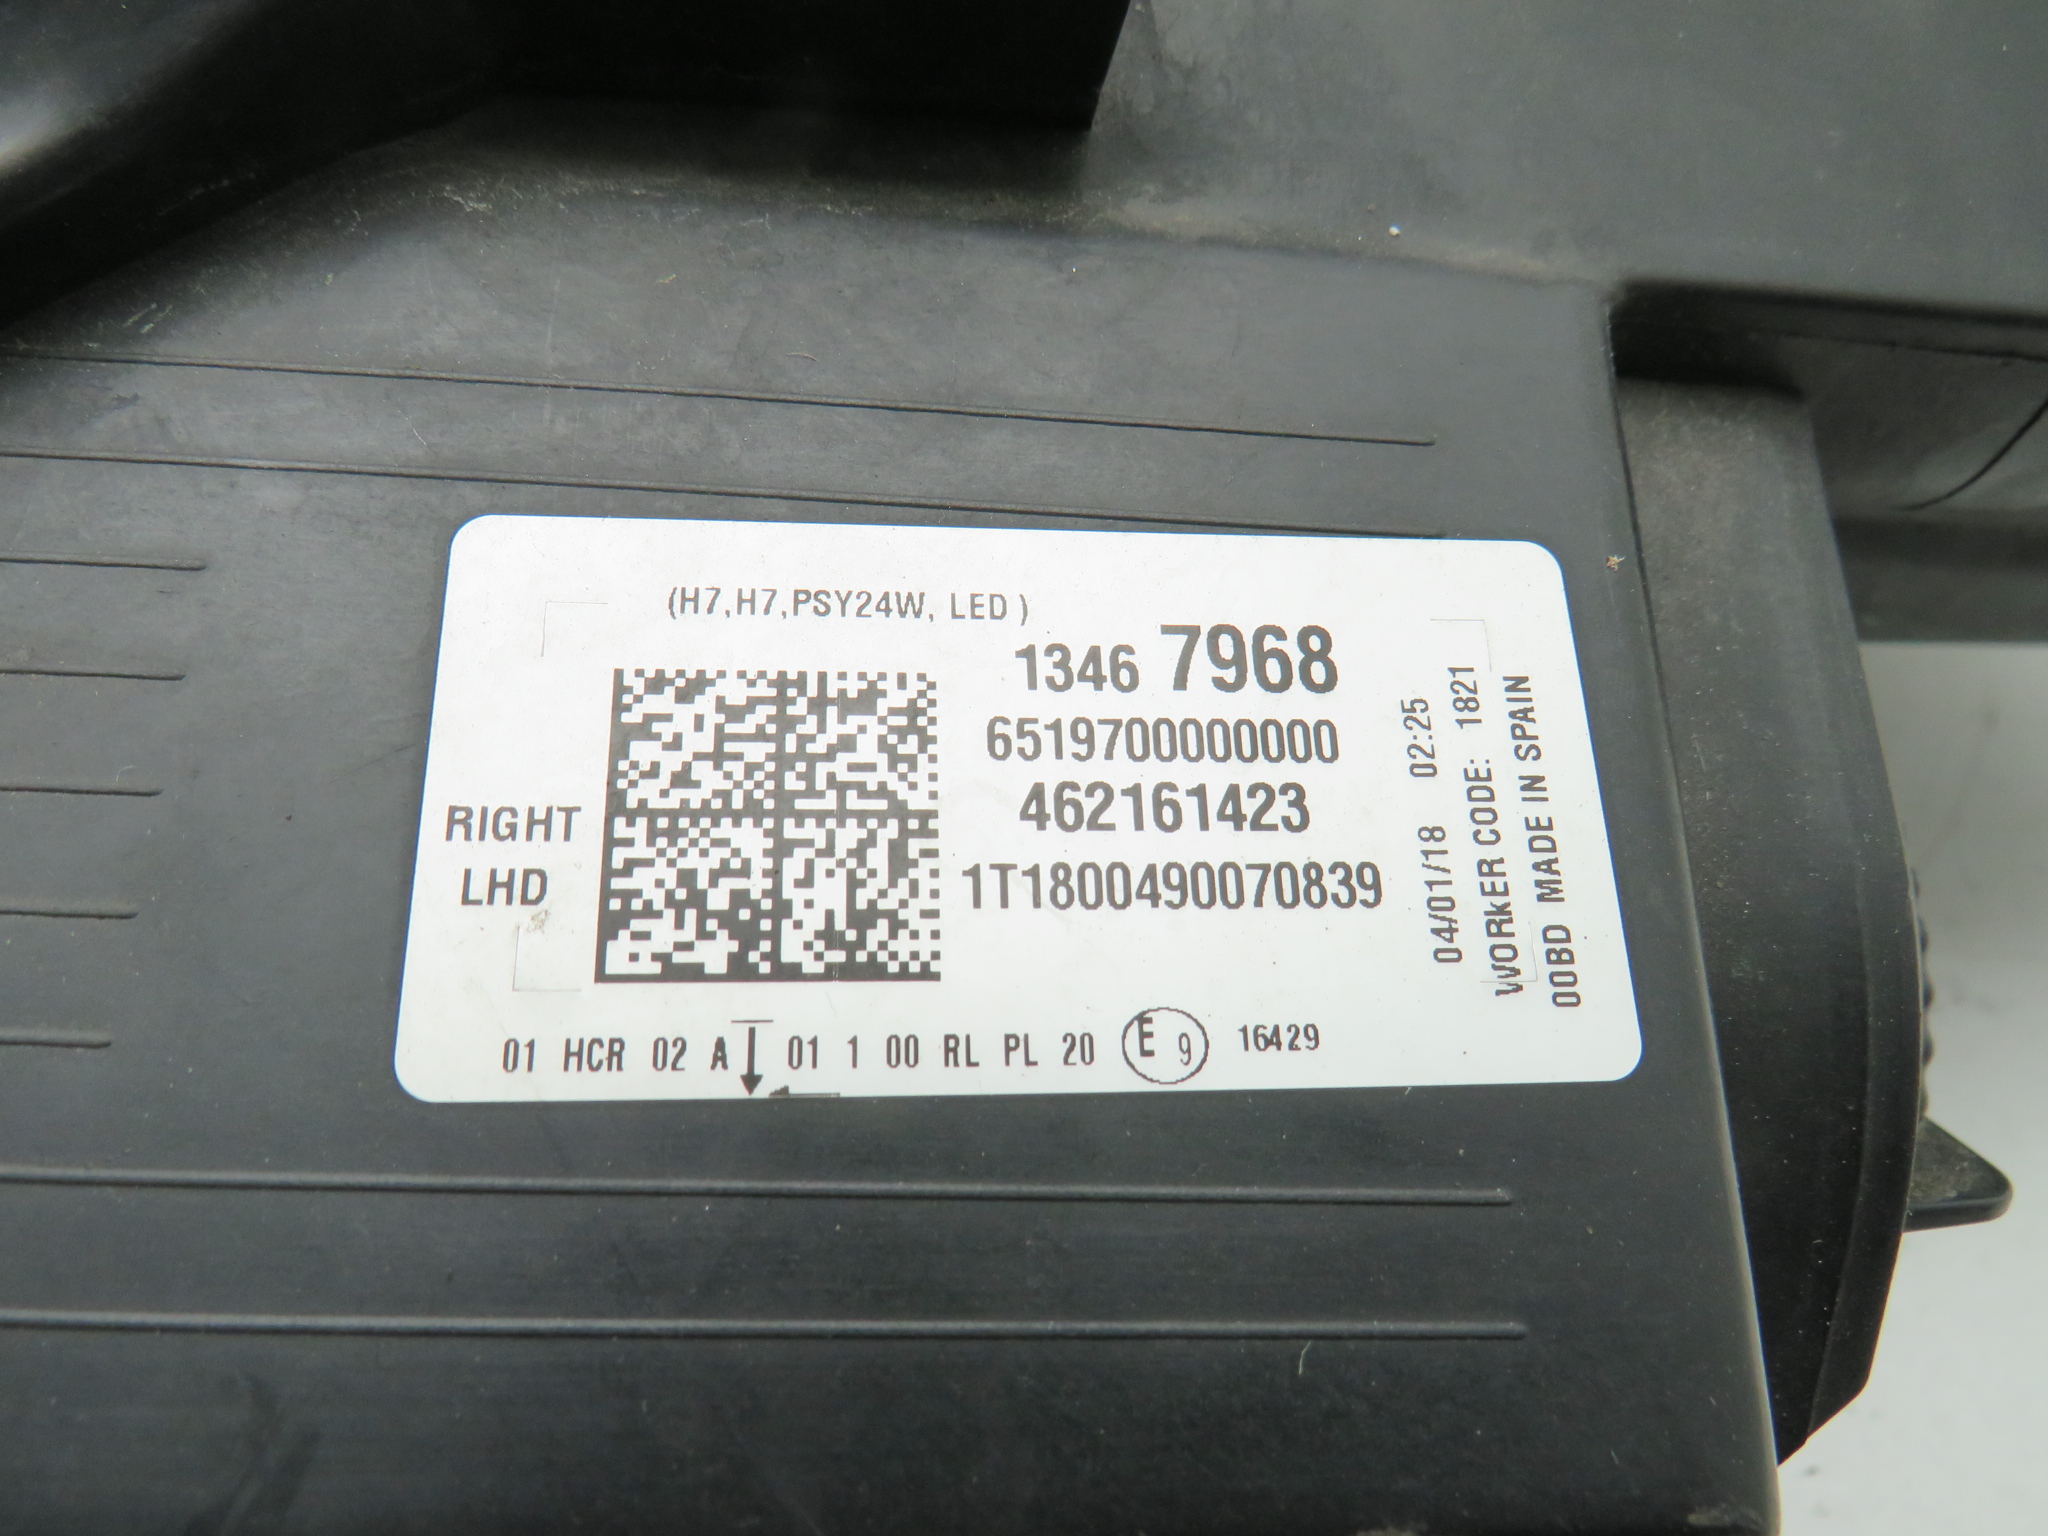 (H7,H7,PSY24W, LED )
1346 7968
6519700000000
462161423
1T1800490070839
RIGHT
LHD
04/01/18 02:25
WORKER CODE: 1821
00BD MADE IN SPAIN
01 HCR 02 A 01 1 00 RL PL 20 E 9 16429